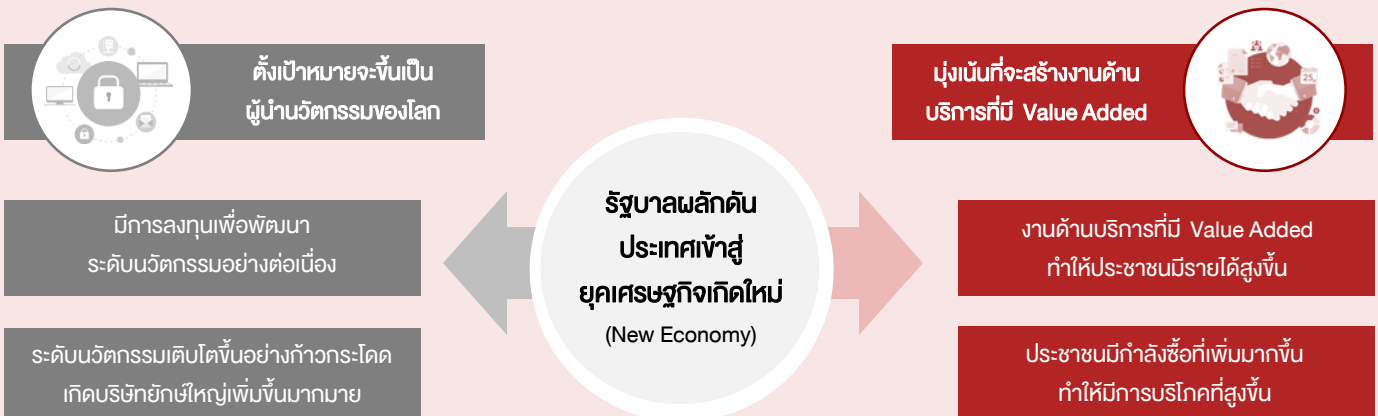 ตั้งเป้าหมายจะขึ้นเป็น
ผู้นำนวัตกรรมของโลก
มีการลงทุนเพื่อพัฒนา
ระดับนวัตกรรมอย่างต่อเนื่อง
ระดับนวัตกรรมเติบโตขึ้นอย่างก้าวกระโดด
เกิดบริษัทยักษ์ใหญ่เพิ่มขึ้นมากมาย
รัฐบาลผลักดัน
ประเทศเข้าสู่
ยุคเศรษฐกิจเกิดใหม่
(New Economy)
มุ่งเน้นที่จะสร้างงานด้าน
บริการที่มี Value Added
25
งานด้านบริการที่มี Value Added
ทำให้ประชาชนมีรายได้สูงขึ้น
ประชาชนมีกำลังซื้อที่เพิ่มมากขึ้น
ทำให้มีการบริโภคที่สูงขึ้น